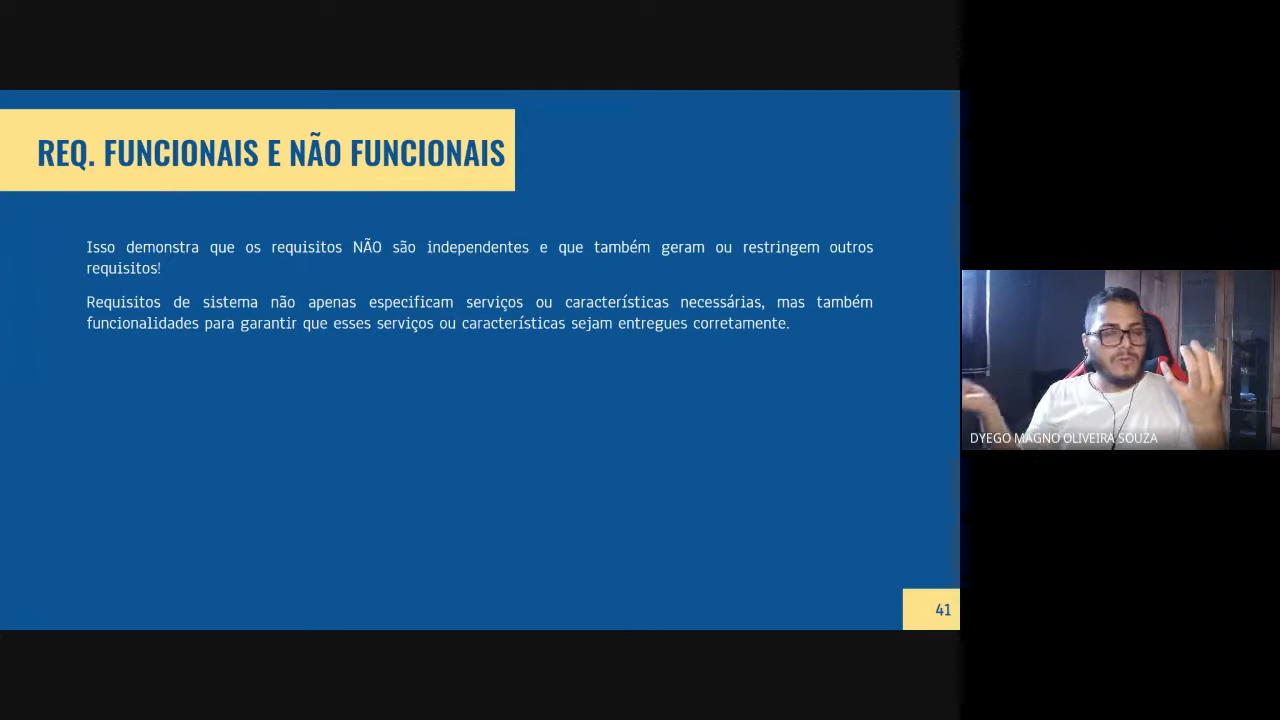 REQ. FUNCIONAIS E NÃO FUNCIONAIS
Isso demonstra que os requisitos NÃO são independentes e que também geram ou restringem outros
requisitos!
Requisitos de sistema não apenas especificam serviços ou características necessárias, mas também
funcionalidades para garantir que esses serviços ou características sejam entregues corretamente.
DYEGO MAGNO OLIVEIRA SOUZA
41